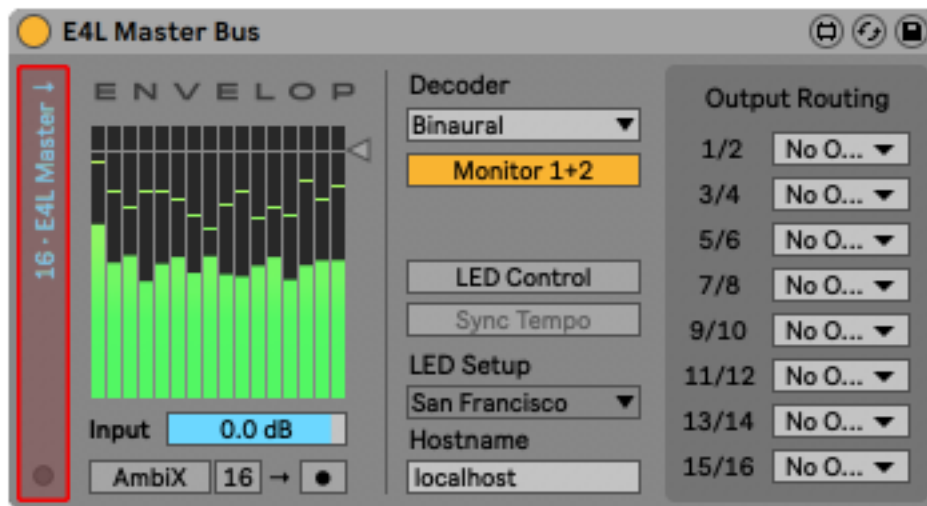 E4L Master Bus
16 · E4L Master ↓
ENVELOP
Input 0.0 dB
AmbiX 16 → ●
Decoder
Binaural
Monitor 1+2
LED Control
Sync Tempo
LED Setup
San Francisco
Hostname
localhost
Output Routing
1/2 No O...
3/4 No O...
5/6 No O...
7/8 No O...
9/10 No O...
11/12 No O...
13/14 No O...
15/16 No O...